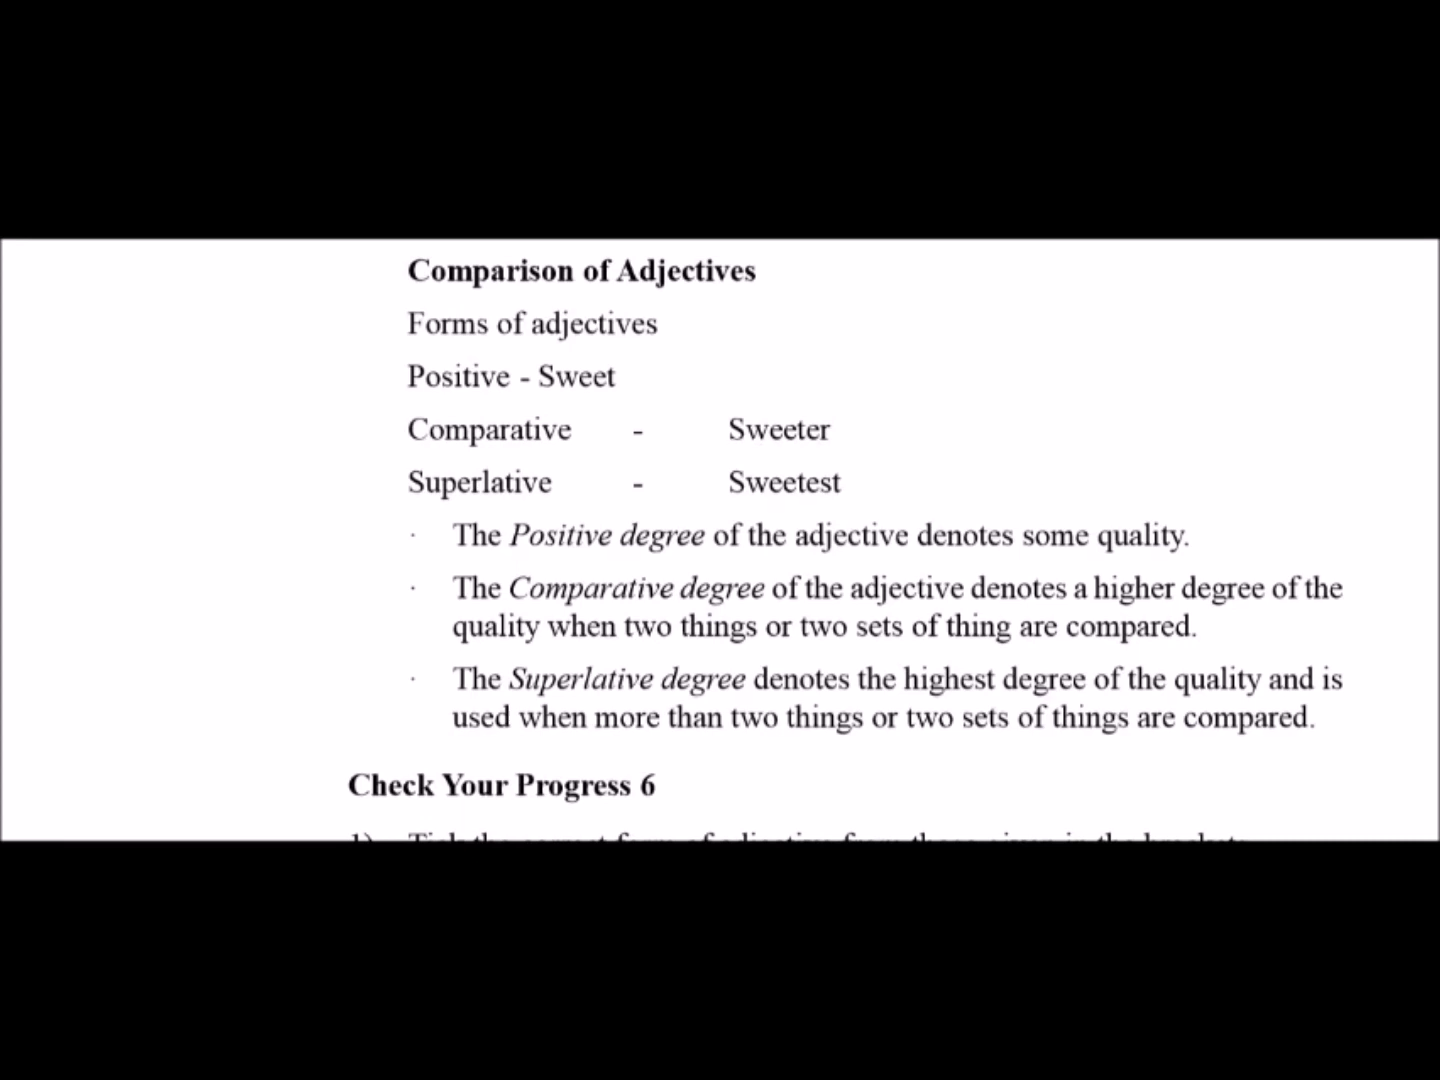 Comparison of Adjectives
Forms of adjectives
Positive - Sweet
Comparative - Sweeter
Superlative - Sweetest
· The Positive degree of the adjective denotes some quality.
· The Comparative degree of the adjective denotes a higher degree of the
quality when two things or two sets of thing are compared.
· The Superlative degree denotes the highest degree of the quality and is
used when more than two things or two sets of things are compared.
Check Your Progress 6